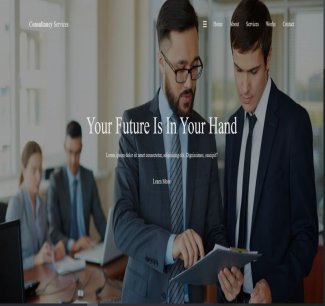 Consultancy Services
☰ Home About Services Works Contact
Your Future Is In Your Hand
Lorem ipsum dolor sit amet consectetur, adipisicing elit. Dignissimos, suscipit?
Learn More